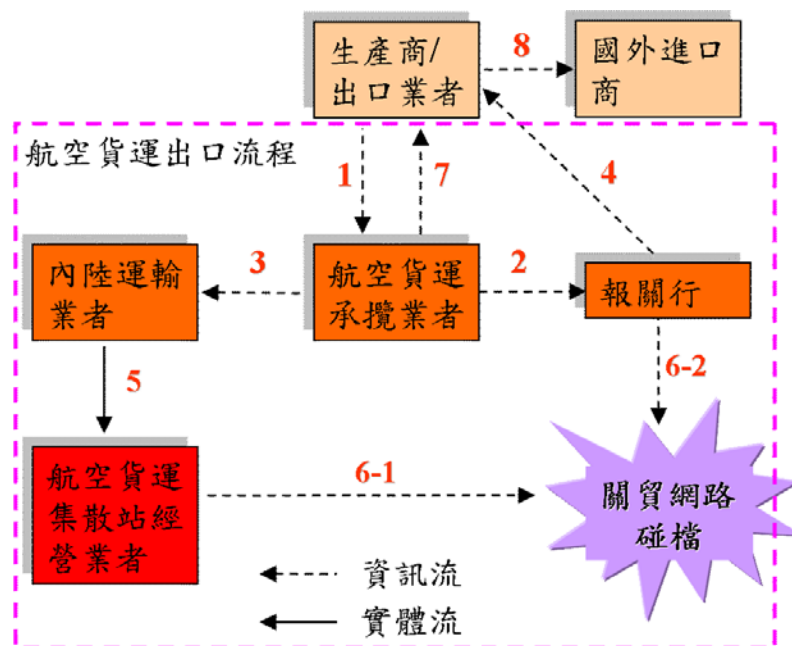 生產商/
出口業者
8
國外進口
商
航空貨運出口流程
1
7
4
內陸運輸
業者
3
航空貨運
承攬業者
2
報關行
5
6-2
航空貨運
集散站經
營業者
6-1
關貿網路
碰檔
資訊流
實體流